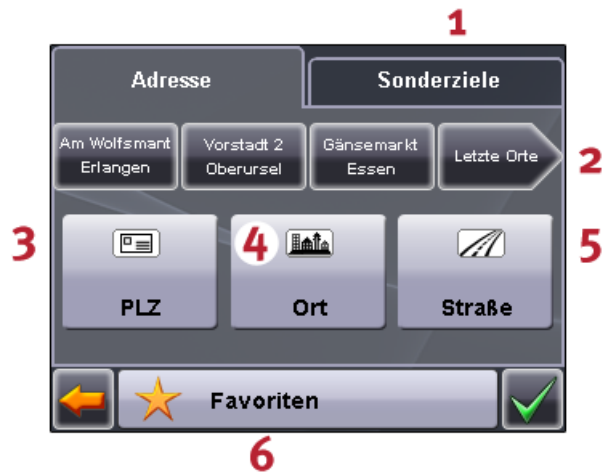 1
Adresse
Sonderziele
Am Wolfsmant
Erlangen
Vorstadt 2
Oberursel
Gänsemarkt
Essen
Letzte Orte
2
3
4
5
PLZ
Ort
Straße
Favoriten
6